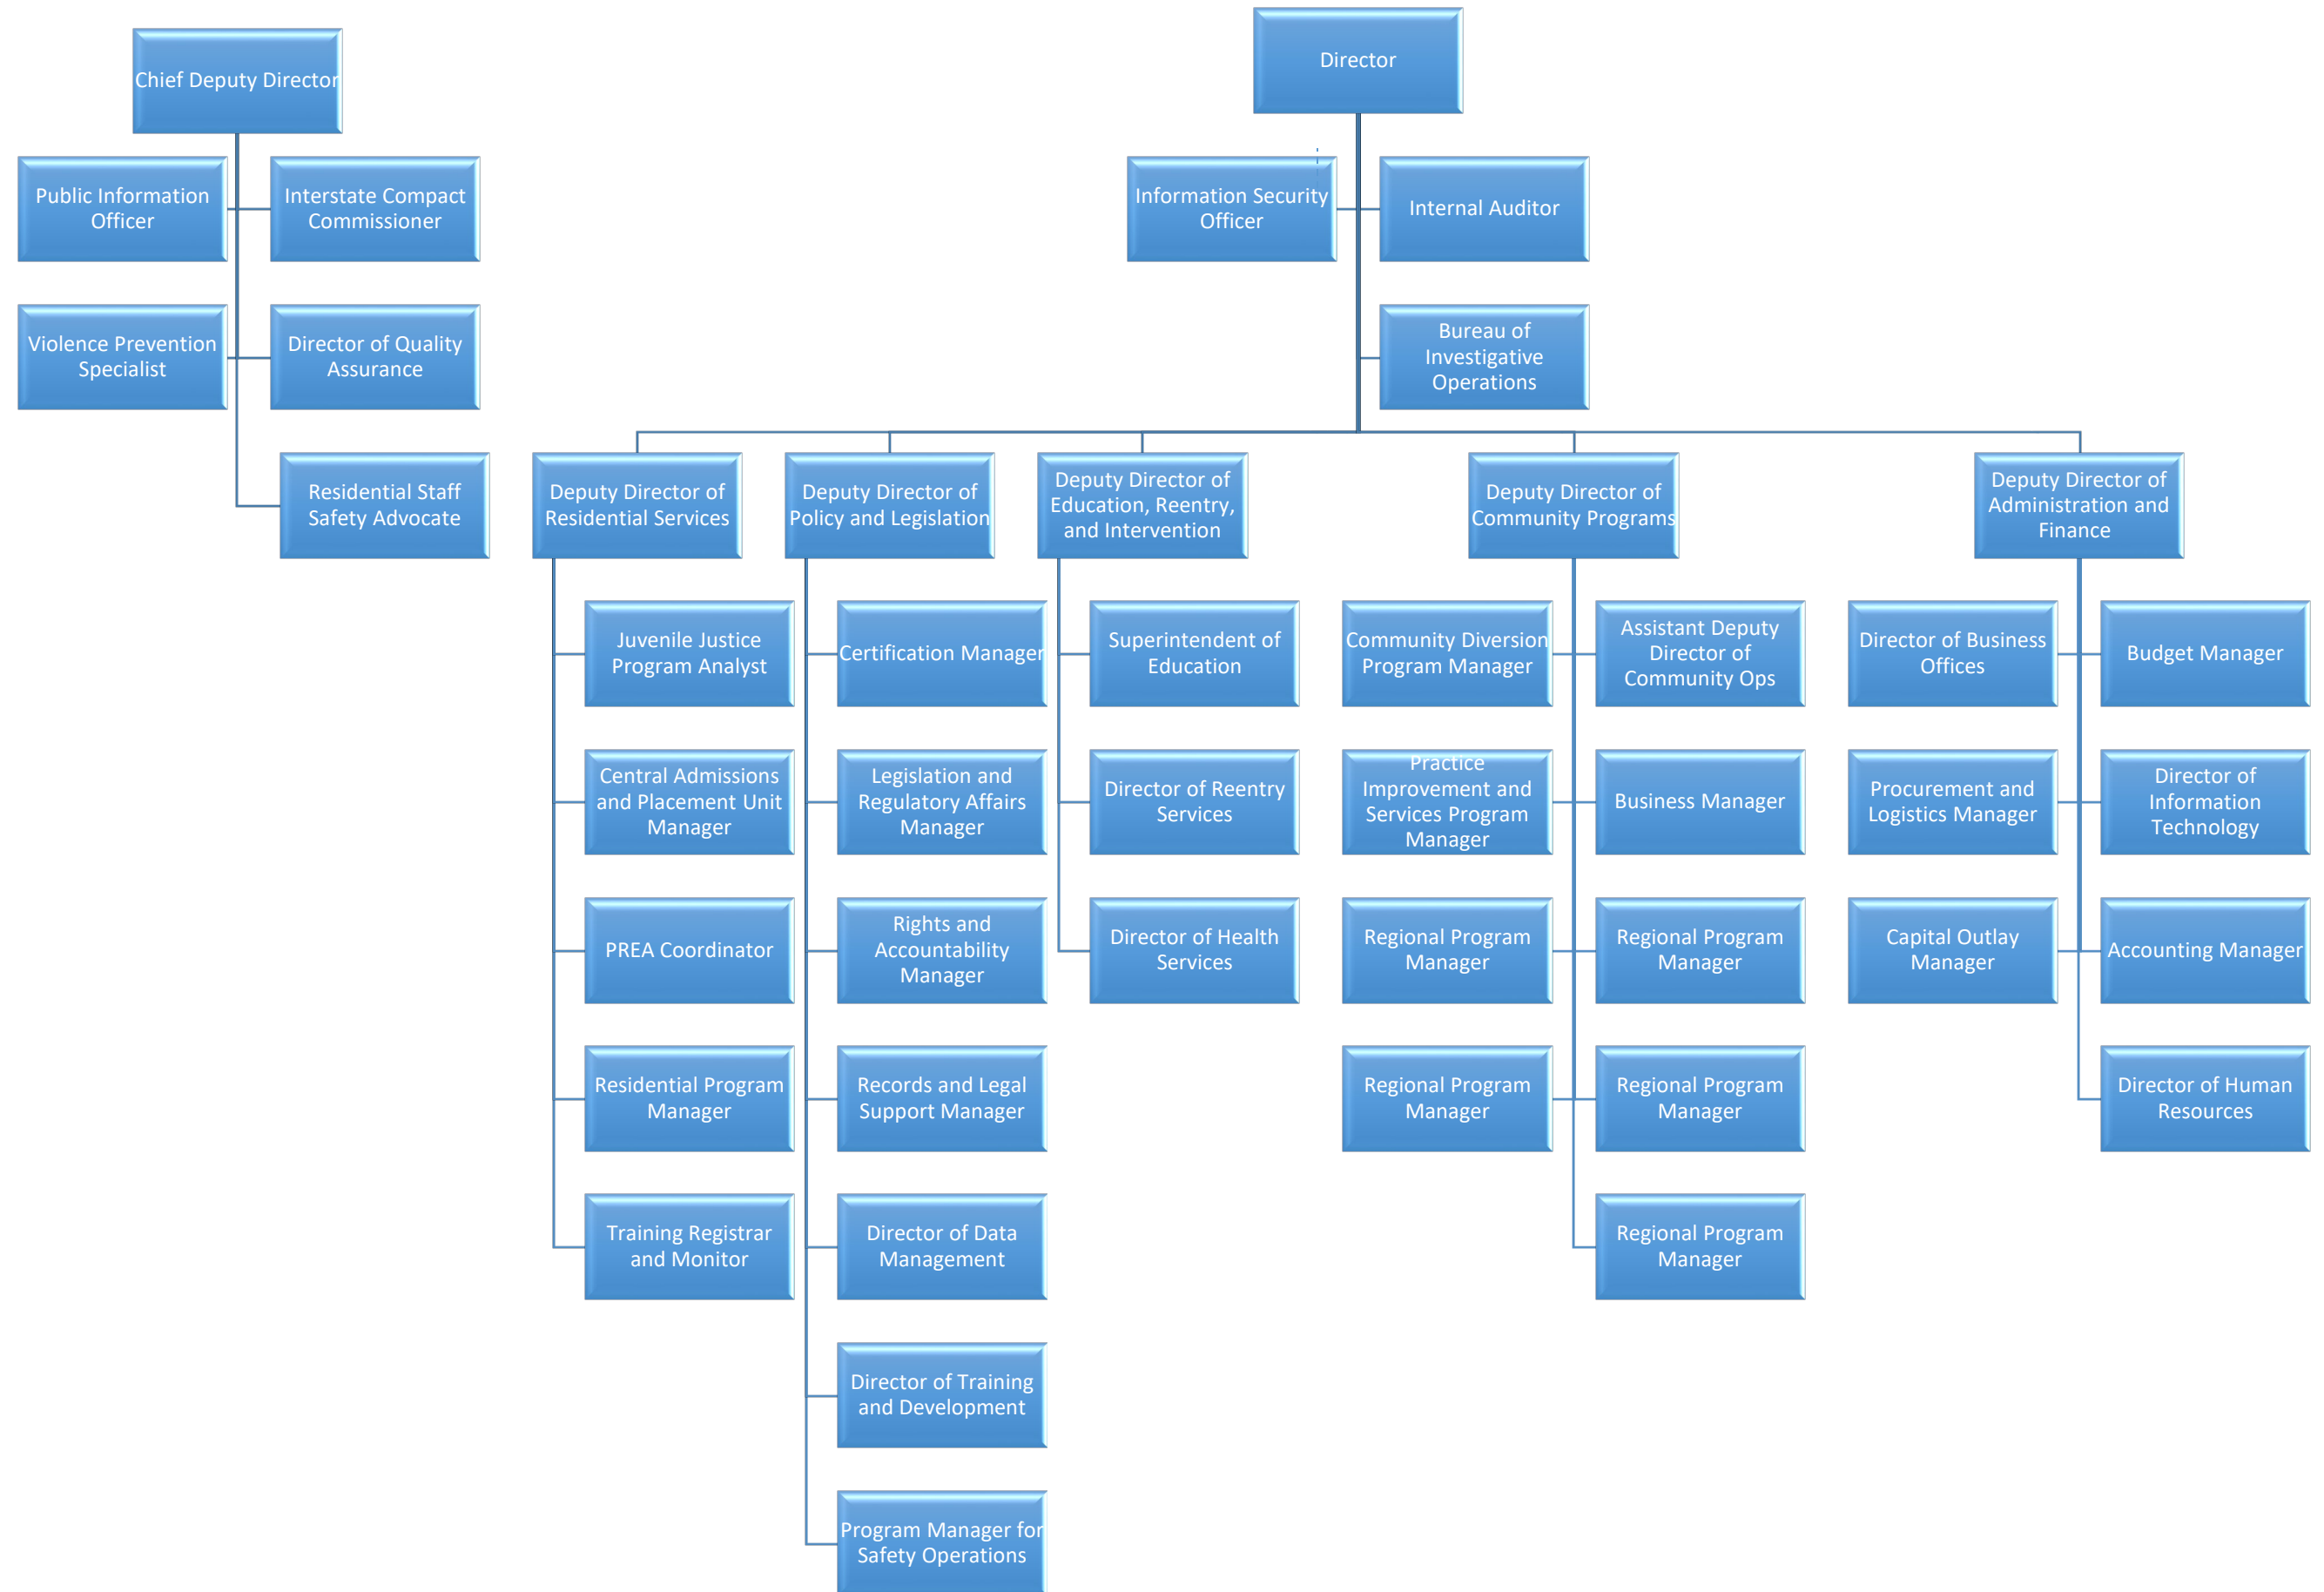 Chief Deputy Director
Public Information
Officer
Interstate Compact
Commissioner
Violence Prevention
Specialist
Director of Quality
Assurance
Residential Staff
Safety Advocate
Director
Information Security
Officer
Internal Auditor
Bureau of
Investigative
Operations
Deputy Director of
Residential Services
Juvenile Justice
Program Analyst
Central Admissions
and Placement Unit
Manager
PREA Coordinator
Residential Program
Manager
Training Registrar
and Monitor
Deputy Director of
Policy and Legislation
Certification Manager
Legislation and
Regulatory Affairs
Manager
Rights and
Accountability
Manager
Records and Legal
Support Manager
Director of Data
Management
Director of Training
and Development
Program Manager for
Safety Operations
Deputy Director of
Education, Reentry,
and Intervention
Superintendent of
Education
Director of Reentry
Services
Director of Health
Services
Deputy Director of
Community Programs
Community Diversion
Program Manager
Assistant Deputy
Director of
Community Ops
Practice
Improvement and
Services Program
Manager
Business Manager
Regional Program
Manager
Regional Program
Manager
Regional Program
Manager
Regional Program
Manager
Regional Program
Manager
Deputy Director of
Administration and
Finance
Director of Business
Offices
Budget Manager
Procurement and
Logistics Manager
Director of
Information
Technology
Capital Outlay
Manager
Accounting Manager
Director of Human
Resources